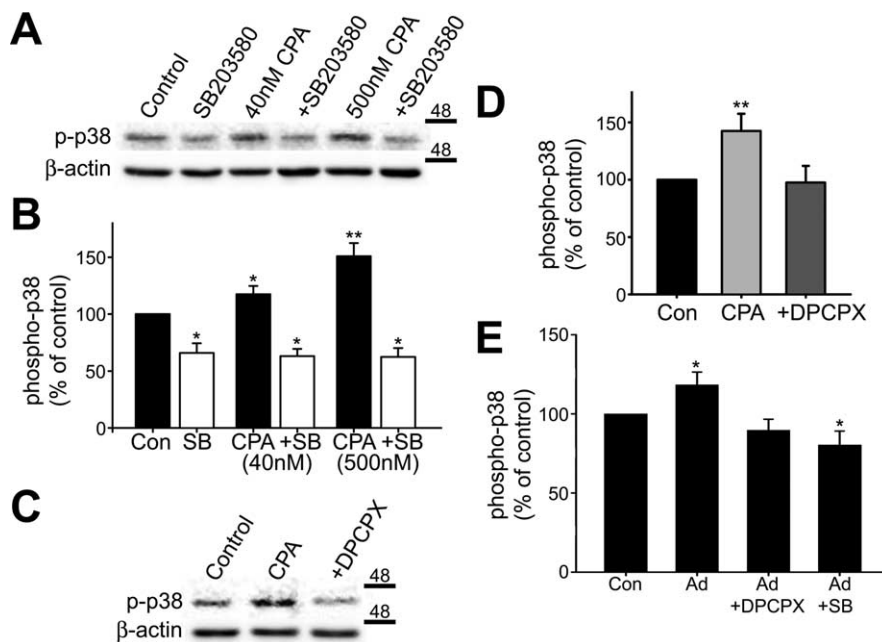 A
Control SB203580 40nM CPA +SB203580 500nM CPA +SB203580
48
p-p38
48
β-actin
B
phospho-p38
(% of control)
150
100
50
0
* * * ** *
Con SB CPA +SB CPA +SB
(40nM) (500nM)
C
Control CPA +DPCPX
48
p-p38
48
β-actin
D
phospho-p38
(% of control)
150
100
50
0
**
Con CPA +DPCPX
E
phospho-p38
(% of control)
150
100
50
0
* *
Con Ad Ad Ad
+DPCPX +SB